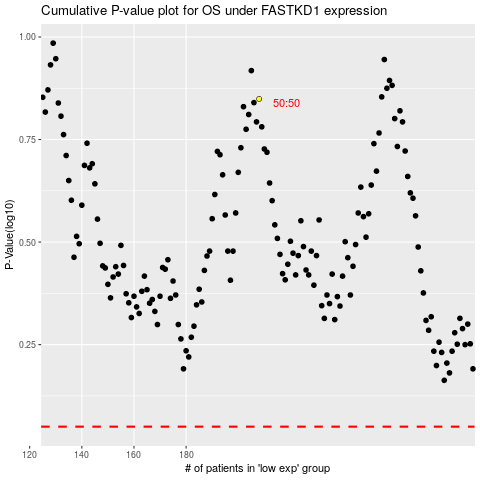 Cumulative P-value plot for OS under FASTKD1 expression
1.00
50:50
0.75
0.50
0.25
P-Value(log10)
120 140 160 180
# of patients in 'low exp' group